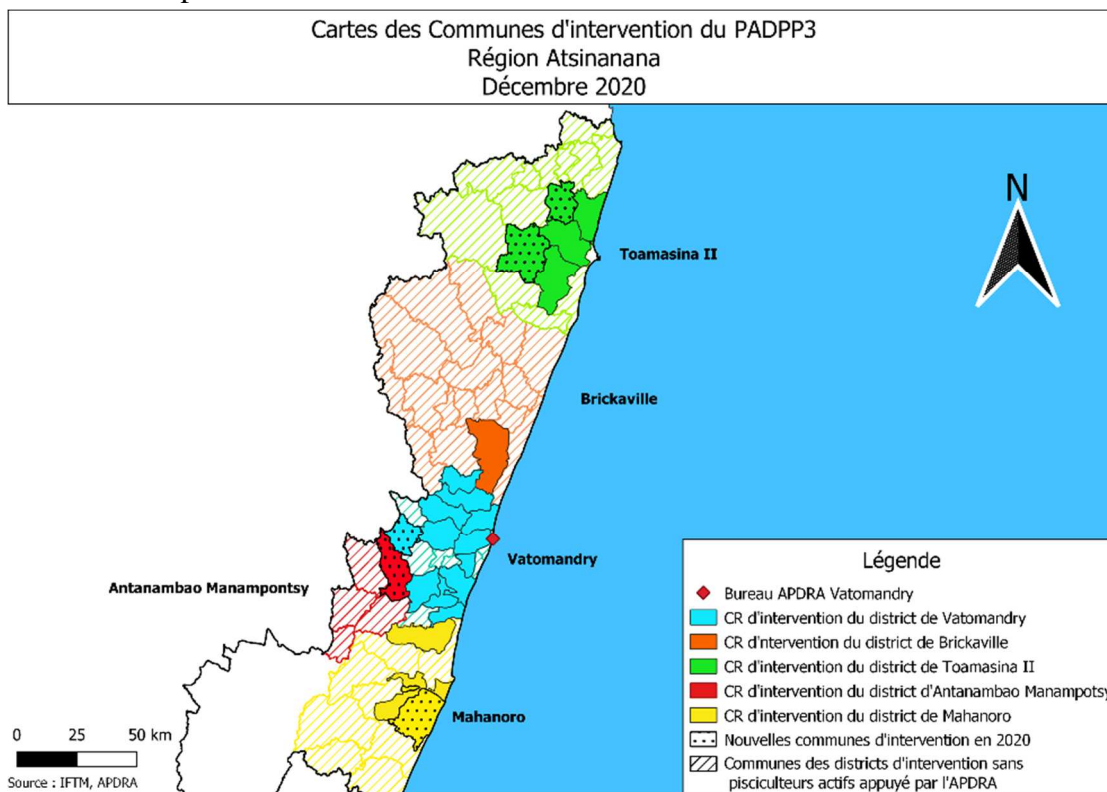 Cartes des Communes d'intervention du PADPP3
Région Atsinanana
Décembre 2020
N
Toamasina II
Brickaville
Vatomandry
Antanambao Manampontsy
Mahanoro
Légende
Bureau APDRA Vatomandry
CR d'intervention du district de Vatomandry
CR d'intervention du district de Brickaville
CR d'intervention du district de Toamasina II
CR d'intervention du district d'Antanambao Manampotsy
CR d'intervention du district de Mahanoro
Nouvelles communes d'intervention en 2020
Communes des districts d'intervention sans
pisciculteurs actifs appuyé par l'APDRA
0 25 50 km
Source : IFTM, APDRA